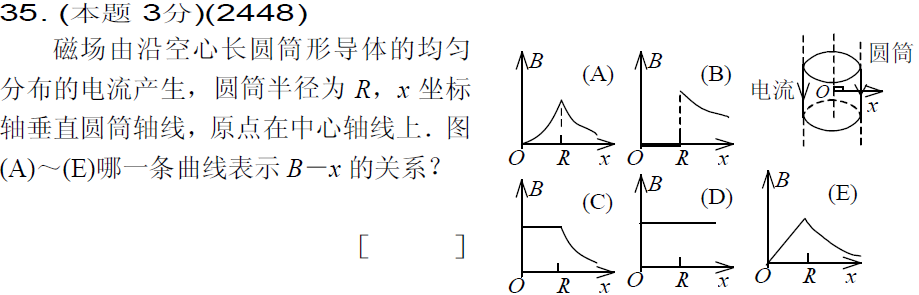 35. (本题 3分)(2448)
磁场由沿空心长圆筒形导体的均匀
分布的电流产生，圆筒半径为 R，x 坐标
轴垂直圆筒轴线，原点在中心轴线上．图
(A)～(E)哪一条曲线表示 B－x 的关系？
[ ]
B
(A)
O R x
B
(B)
O R x
圆筒
电流
O
x
B
(C)
O R x
B
(D)
O R x
B
(E)
O R x